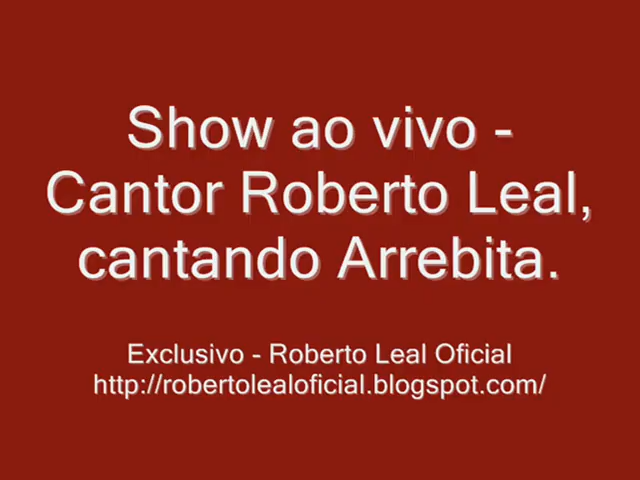 Show ao vivo -
Cantor Roberto Leal,
cantando Arrebita.
Exclusivo - Roberto Leal Oficial
http://robertolealoficial.blogspot.com/